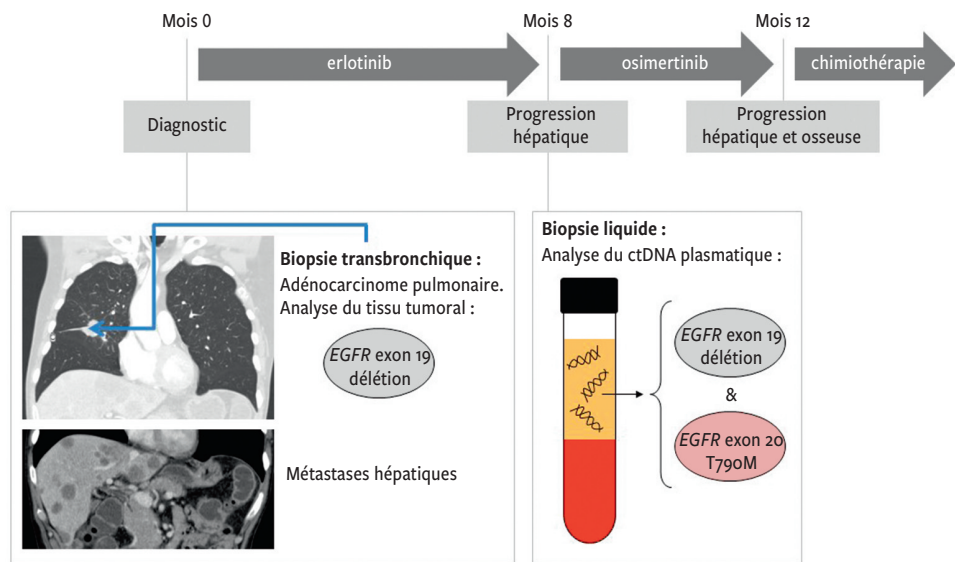 Mois 0
Mois 8
Mois 12
erlotinib
osimertinib
chimiothérapie
Diagnostic
Progression
hépatique
Progression
hépatique et osseuse
Biopsie transbronchique :
Adénocarcinome pulmonaire.
Analyse du tissu tumoral :
EGFR exon 19
délétion
Métastases hépatiques
Biopsie liquide :
Analyse du ctDNA plasmatique :
EGFR exon 19
délétion
&
EGFR exon 20
T790M